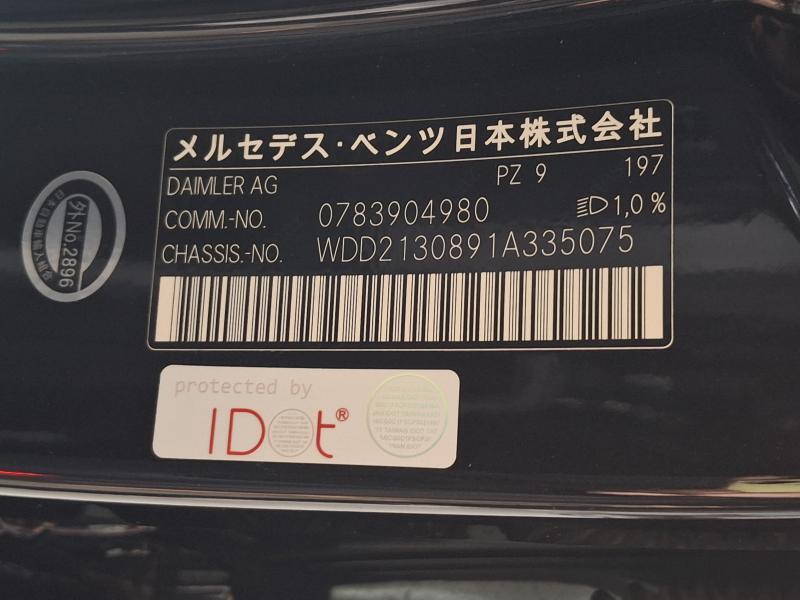 メルセデス・ベンツ日本株式会社
DAIMLER AG PZ 9 197
COMM.-NO. 0783904980 1,0 %
CHASSIS.-NO. WDD2130891A335075
外No.2896
protected by
IDOt®